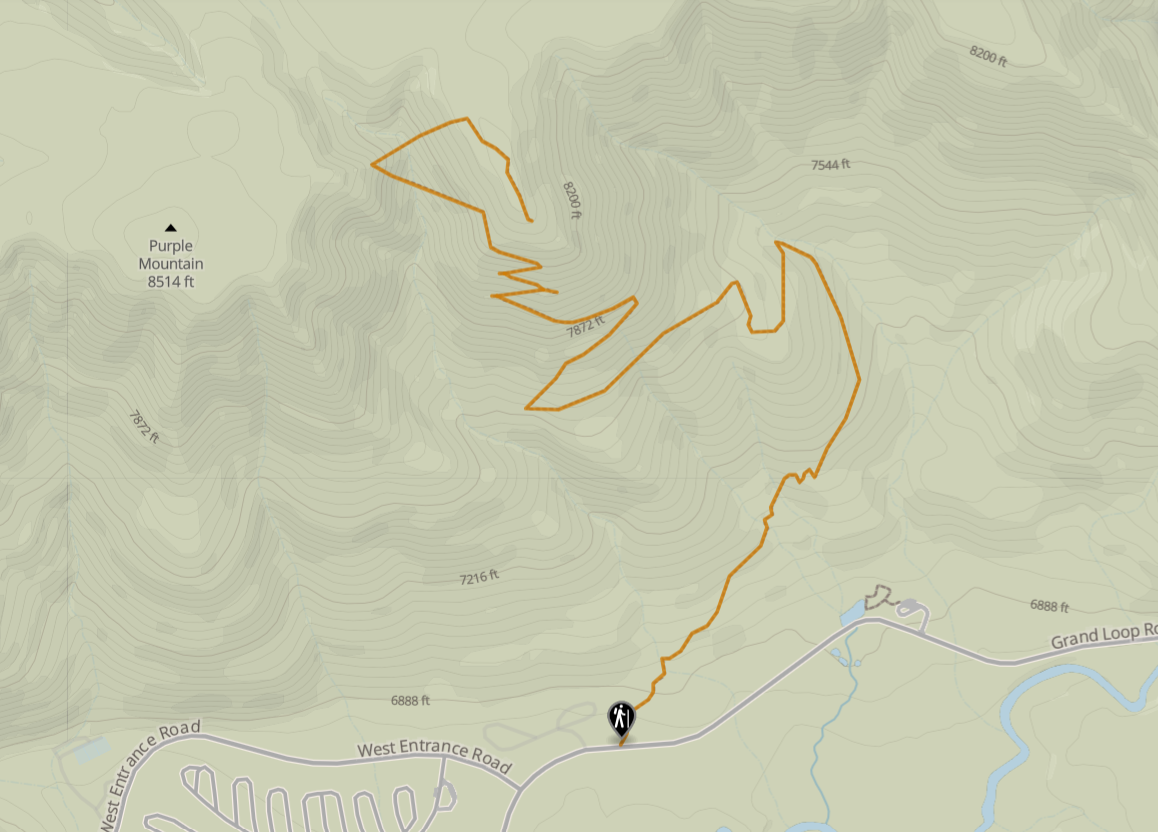 8200 ft
7544 ft
8200 ft
Purple
Mountain
8514 ft
7872 ft
7872 ft
7216 ft
6888 ft
Grand Loop Ro
6888 ft
West Entrance Road
West Entrance Road